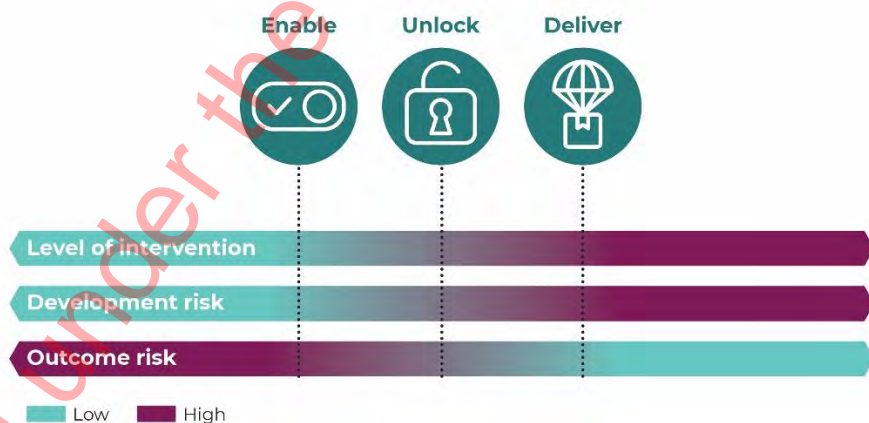 Enable Unlock Deliver
under the
Level of intervention
Development risk
Outcome risk
Low High